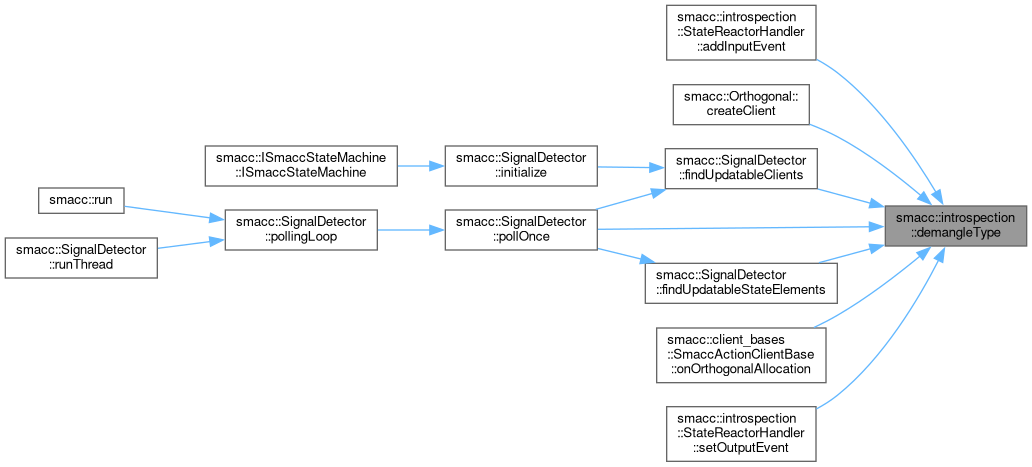 smacc::introspection
::StateReactorHandler
::addInputEvent
smacc::Orthogonal::
createClient
smacc::ISmaccStateMachine
::ISmaccStateMachine
smacc::SignalDetector
::initialize
smacc::SignalDetector
::findUpdatableClients
smacc::run
smacc::SignalDetector
::runThread
smacc::SignalDetector
::pollingLoop
smacc::SignalDetector
::pollOnce
smacc::introspection
::demangleType
smacc::SignalDetector
::findUpdatableStateElements
smacc::client_bases
::SmaccActionClientBase
::onOrthogonalAllocation
smacc::introspection
::StateReactorHandler
::setOutputEvent